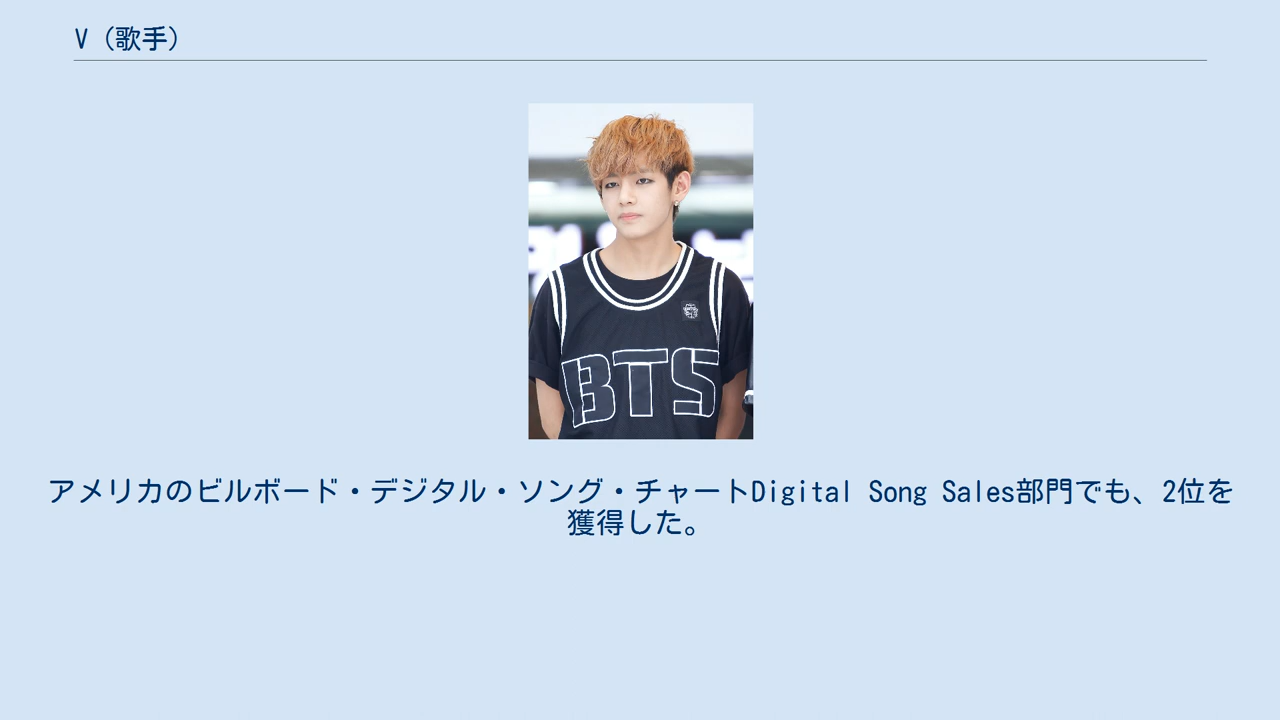 V（歌手）
BTS
アメリカのビルボード・デジタル・ソング・チャートDigital Song Sales部門でも、2位を
獲得した。